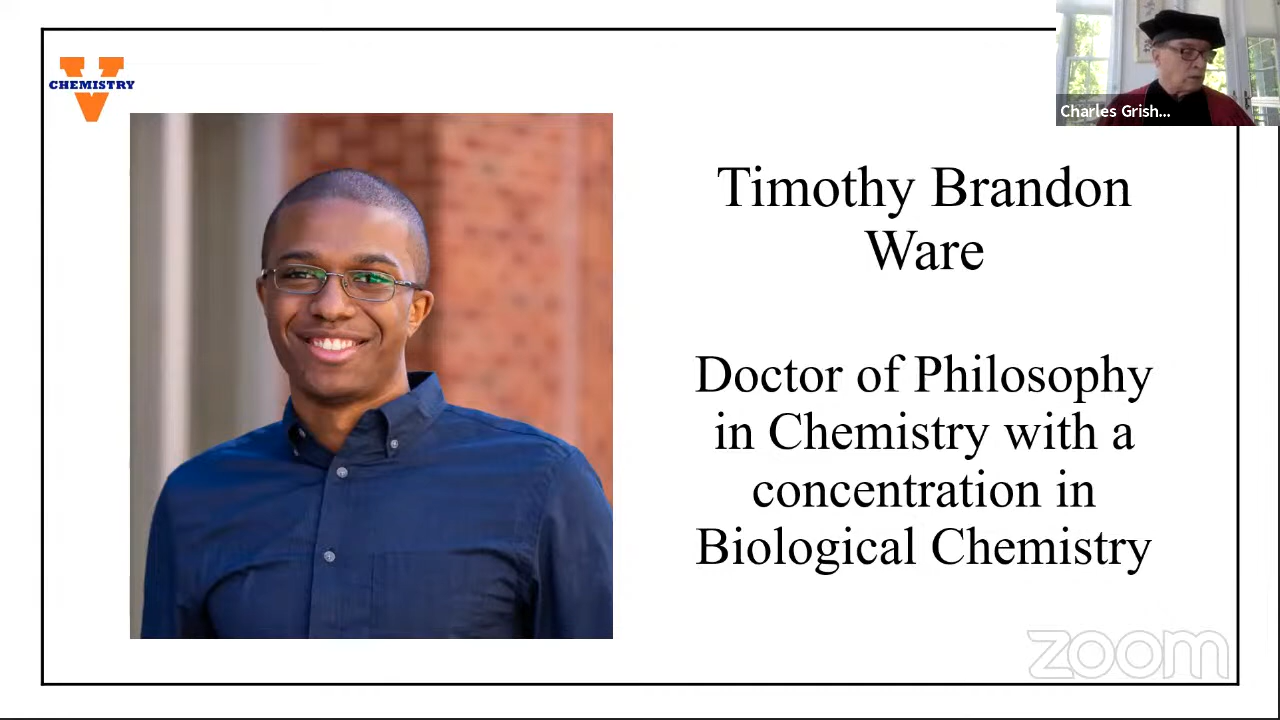 CHEMISTRY
Charles Grish...
Timothy Brandon
Ware
Doctor of Philosophy
in Chemistry with a
concentration in
Biological Chemistry
zoom